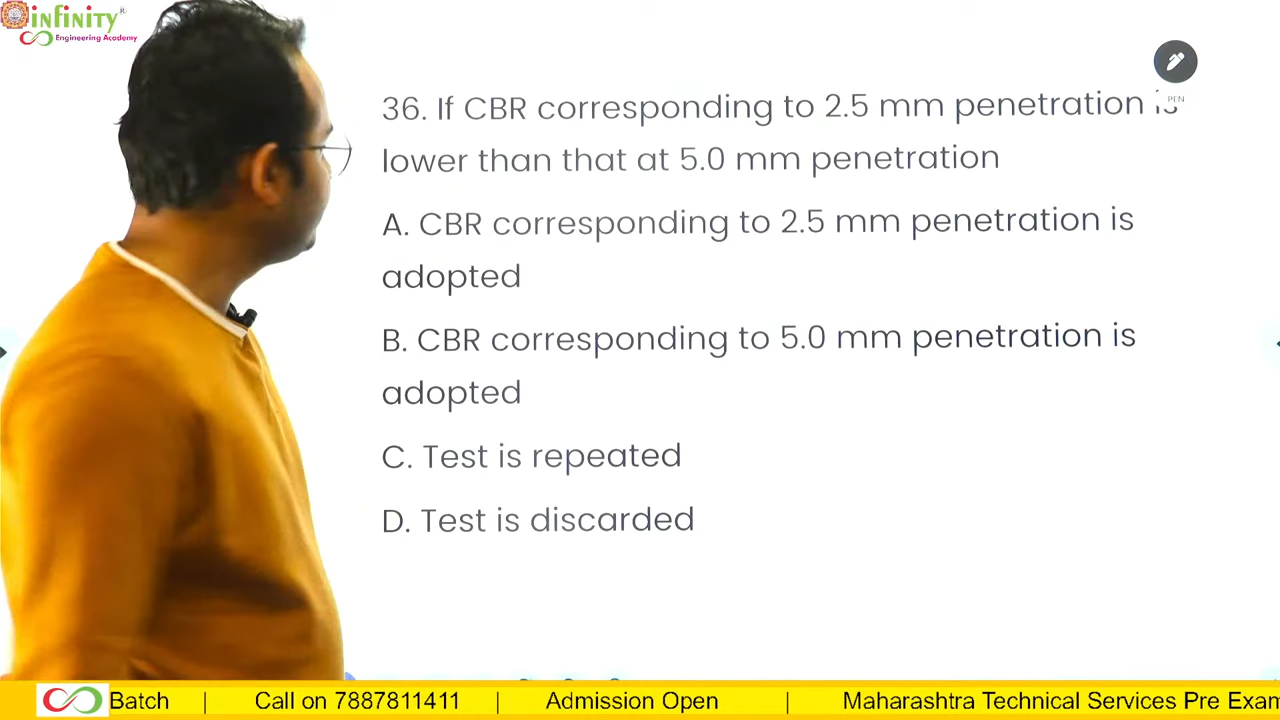 infinity
Engineering Academy
PEN
36. If CBR corresponding to 2.5 mm penetration is
lower than that at 5.0 mm penetration
A. CBR corresponding to 2.5 mm penetration is
adopted
B. CBR corresponding to 5.0 mm penetration is
adopted
C. Test is repeated
D. Test is discarded
Batch | Call on 7887811411 | Admission Open | Maharashtra Technical Services Pre Exam